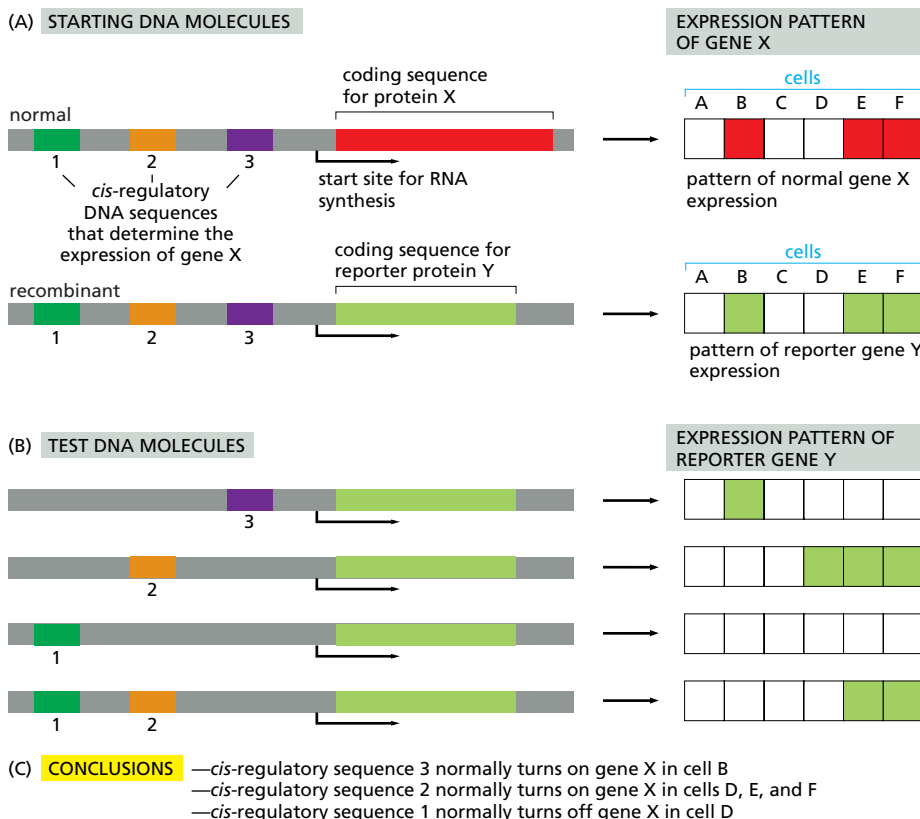 (A) STARTING DNA MOLECULES
EXPRESSION PATTERN
OF GENE X
coding sequence
for protein X
cells
A B C D E F
normal
1 2 3
cis-regulatory
DNA sequences
that determine the
expression of gene X
start site for RNA
synthesis
pattern of normal gene X
expression
coding sequence for
reporter protein Y
cells
A B C D E F
recombinant
1 2 3
pattern of reporter gene Y
expression
(B) TEST DNA MOLECULES
EXPRESSION PATTERN OF
REPORTER GENE Y
3
2
1
1 2
(C) CONCLUSIONS —cis-regulatory sequence 3 normally turns on gene X in cell B
—cis-regulatory sequence 2 normally turns on gene X in cells D, E, and F
—cis-regulatory sequence 1 normally turns off gene X in cell D